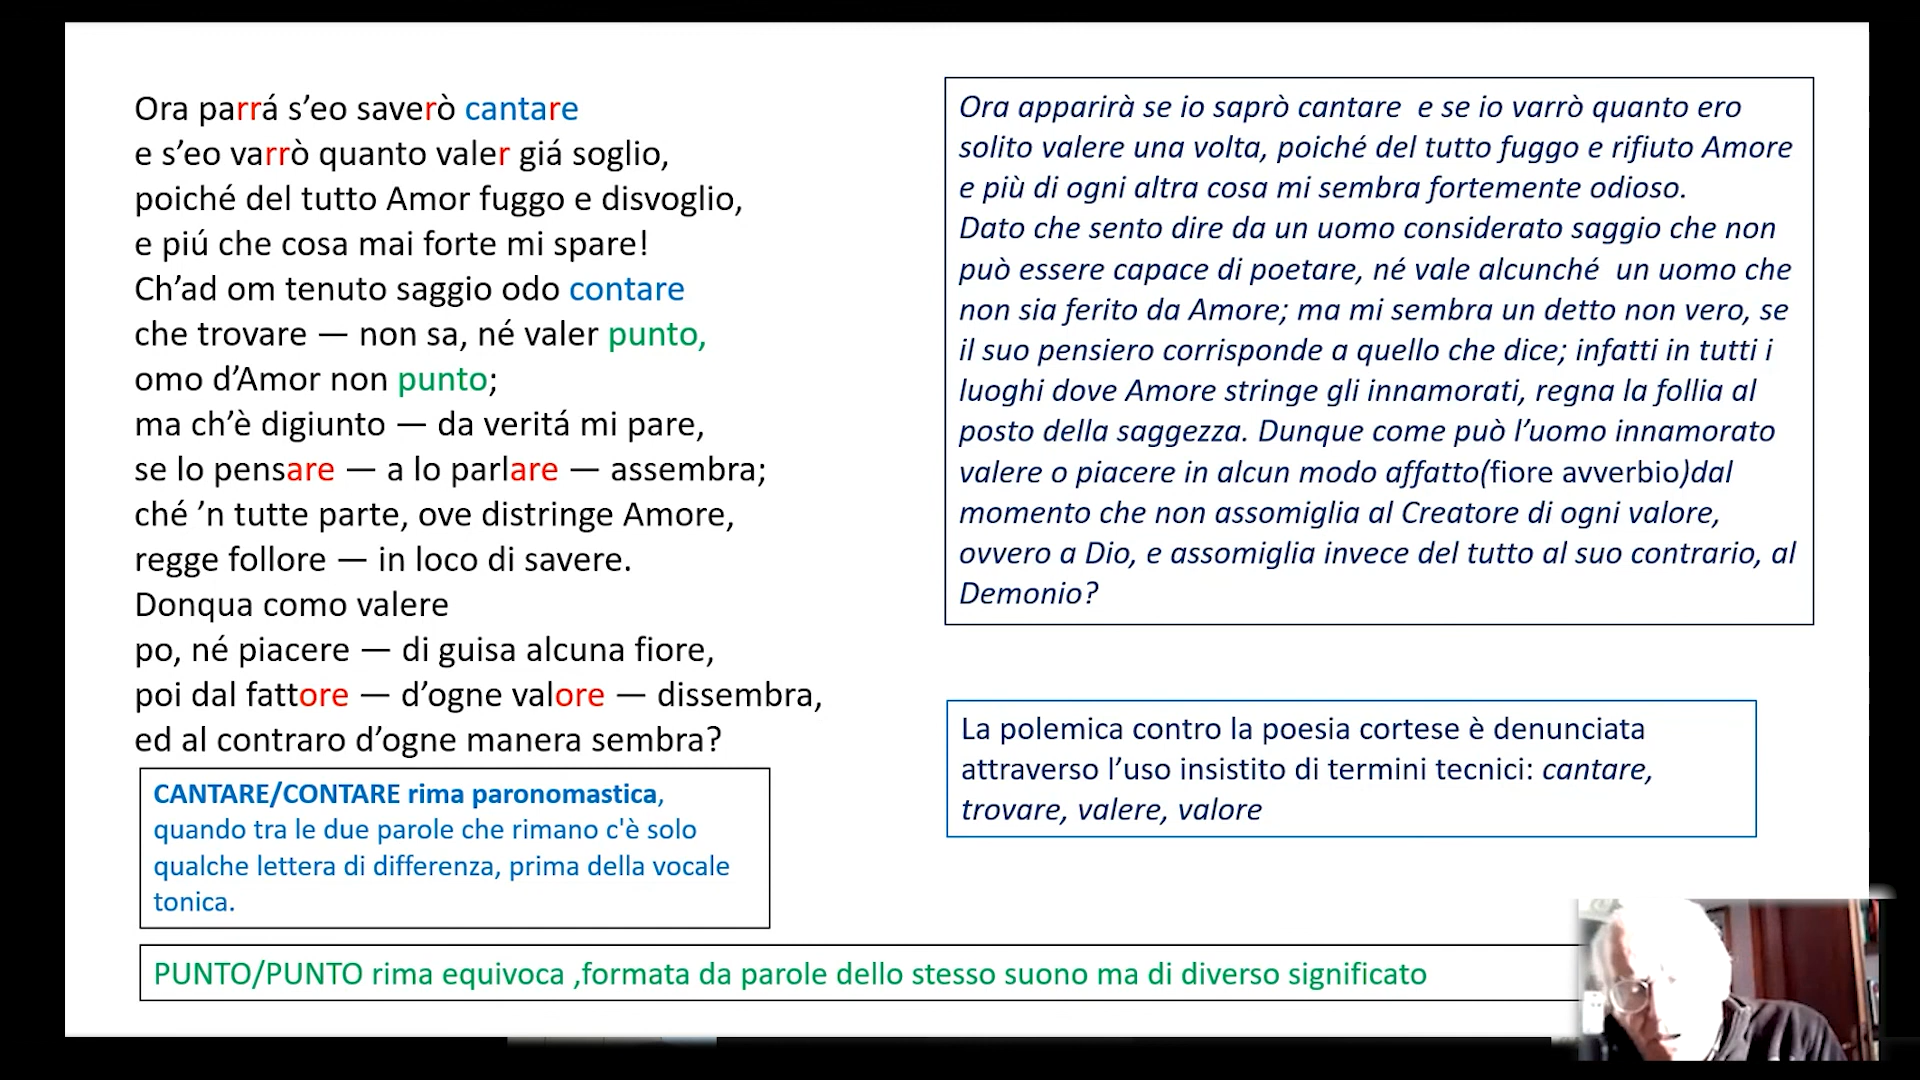 Ora parrá s’eo saverò cantare
e s’eo varrò quanto valer giá soglio,
poiché del tutto Amor fuggo e disvoglio,
e piú che cosa mai forte mi spare!
Ch’ad om tenuto saggio odo contare
che trovare — non sa, né valer punto,
omo d’Amor non punto;
ma ch’è digiunto — da veritá mi pare,
se lo pensare — a lo parlare — assembra;
ché ’n tutte parte, ove distringe Amore,
regge follore — in loco di savere.
Donqua como valere
po, né piacere — di guisa alcuna fiore,
poi dal fattore — d’ogne valore — dissembra,
ed al contraro d’ogne manera sembra?
CANTARE/CONTARE rima paronomastica,
quando tra le due parole che rimano c'è solo
qualche lettera di differenza, prima della vocale
tonica.
PUNTO/PUNTO rima equivoca ,formata da parole dello stesso suono ma di diverso significato
Ora apparirà se io saprò cantare  e se io varrò quanto ero
solito valere una volta, poiché del tutto fuggo e rifiuto Amore
e più di ogni altra cosa mi sembra fortemente odioso.
Dato che sento dire da un uomo considerato saggio che non
può essere capace di poetare, né vale alcunché  un uomo che
non sia ferito da Amore; ma mi sembra un detto non vero, se
il suo pensiero corrisponde a quello che dice; infatti in tutti i
luoghi dove Amore stringe gli innamorati, regna la follia al
posto della saggezza. Dunque come può l’uomo innamorato
valere o piacere in alcun modo affatto(fiore avverbio)dal
momento che non assomiglia al Creatore di ogni valore,
ovvero a Dio, e assomiglia invece del tutto al suo contrario, al
Demonio?
La polemica contro la poesia cortese è denunciata
attraverso l’uso insistito di termini tecnici: cantare,
trovare, valere, valore